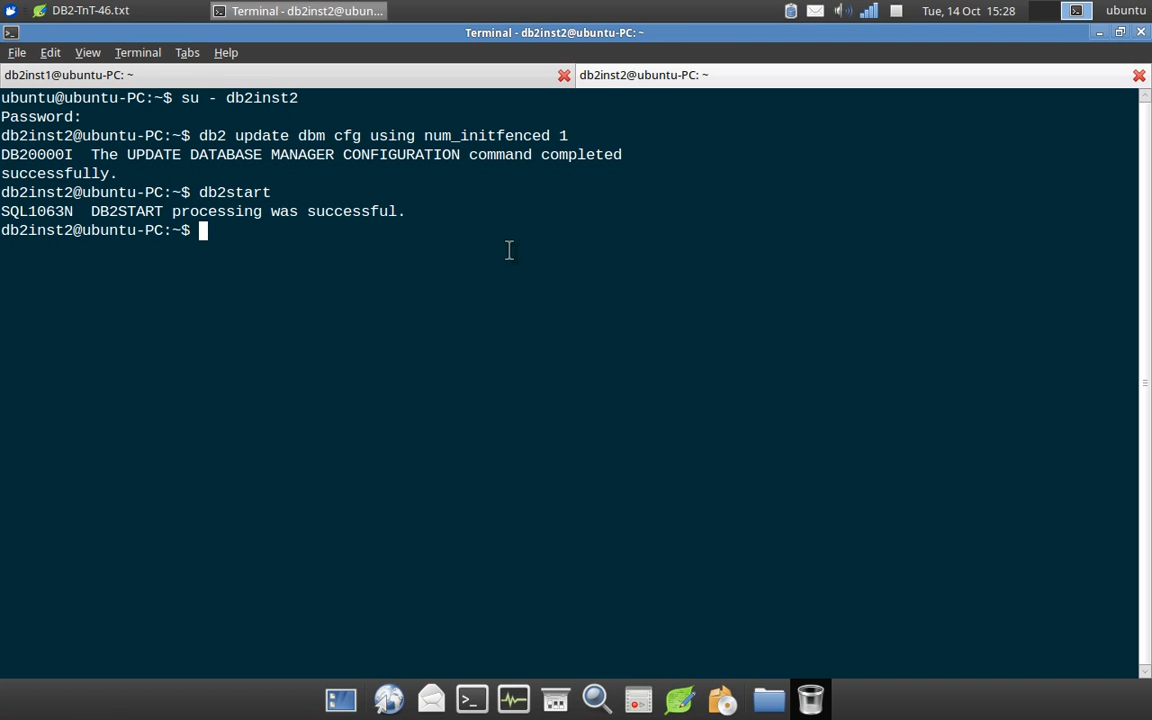 DB2-TnT-46.txt
Terminal - db2inst2@ubun...
Tue, 14 Oct 15:28
ubuntu
Terminal - db2inst2@ubuntu-PC: ~
File Edit View Terminal Tabs Help
db2inst1@ubuntu-PC: ~
db2inst2@ubuntu-PC: ~
ubuntu@ubuntu-PC:~$ su - db2inst2
Password:
db2inst2@ubuntu-PC:~$ db2 update dbm cfg using num_initfenced 1
DB20000I  The UPDATE DATABASE MANAGER CONFIGURATION command completed
successfully.
db2inst2@ubuntu-PC:~$ db2start
SQL1063N  DB2START processing was successful.
db2inst2@ubuntu-PC:~$